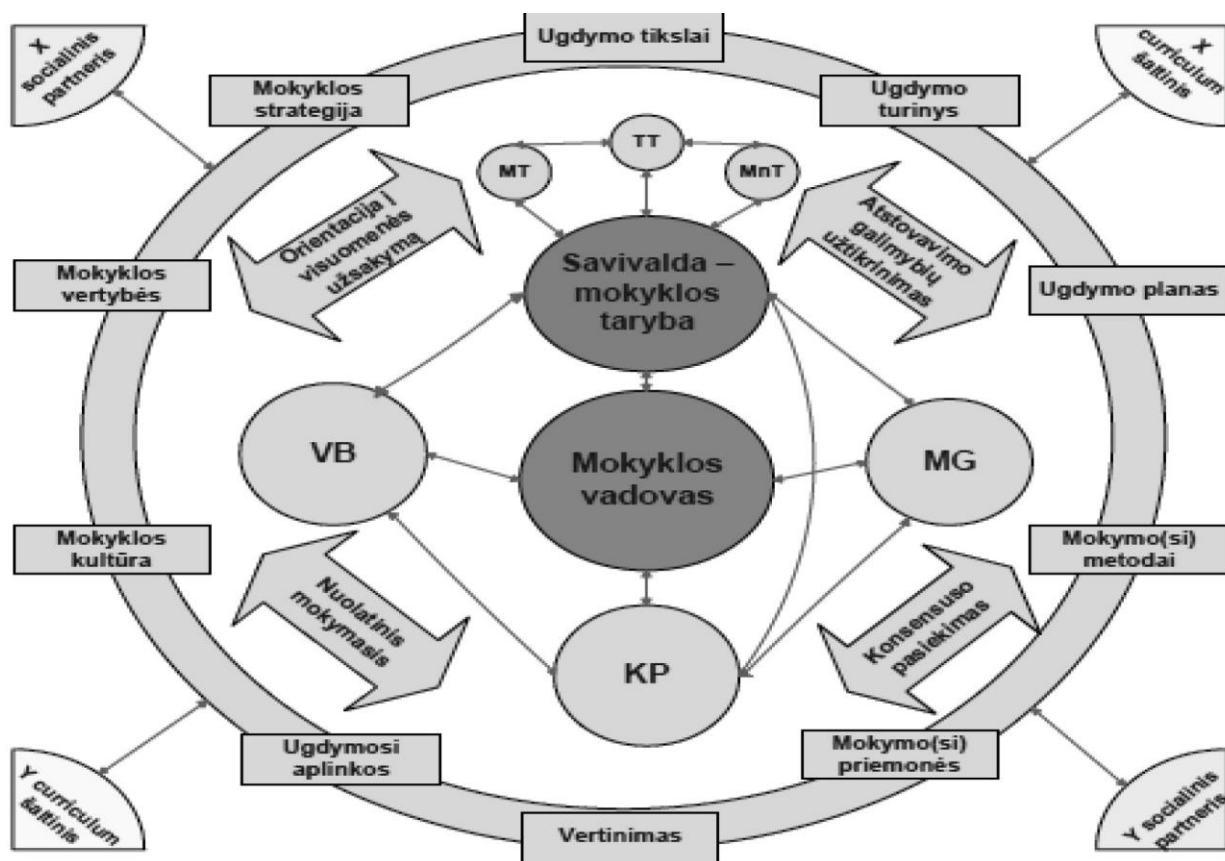 X
socialinis
partneris
Ugdymo tikslai
X
curriculum
šaltinis
Mokyklos
strategija
Ugdymo
turinys
TT
MT
MnT
Orientacija į
visuomenės
užsakymą
Atstovavimo
galimybių
užtikrinimas
Savivalda –
mokyklos
taryba
Mokyklos
vertybės
Ugdymo planas
VB
Mokyklos
vadovas
MG
Mokyklos
kultūra
Mokymo(si)
metodai
Nuolatinis
mokymasis
Konsensuso
pasiekimas
KP
Ugdymosi
aplinkos
Mokymo(si)
priemonės
Y curriculum
šaltinis
Vertinimas
Y socialinis
partneris